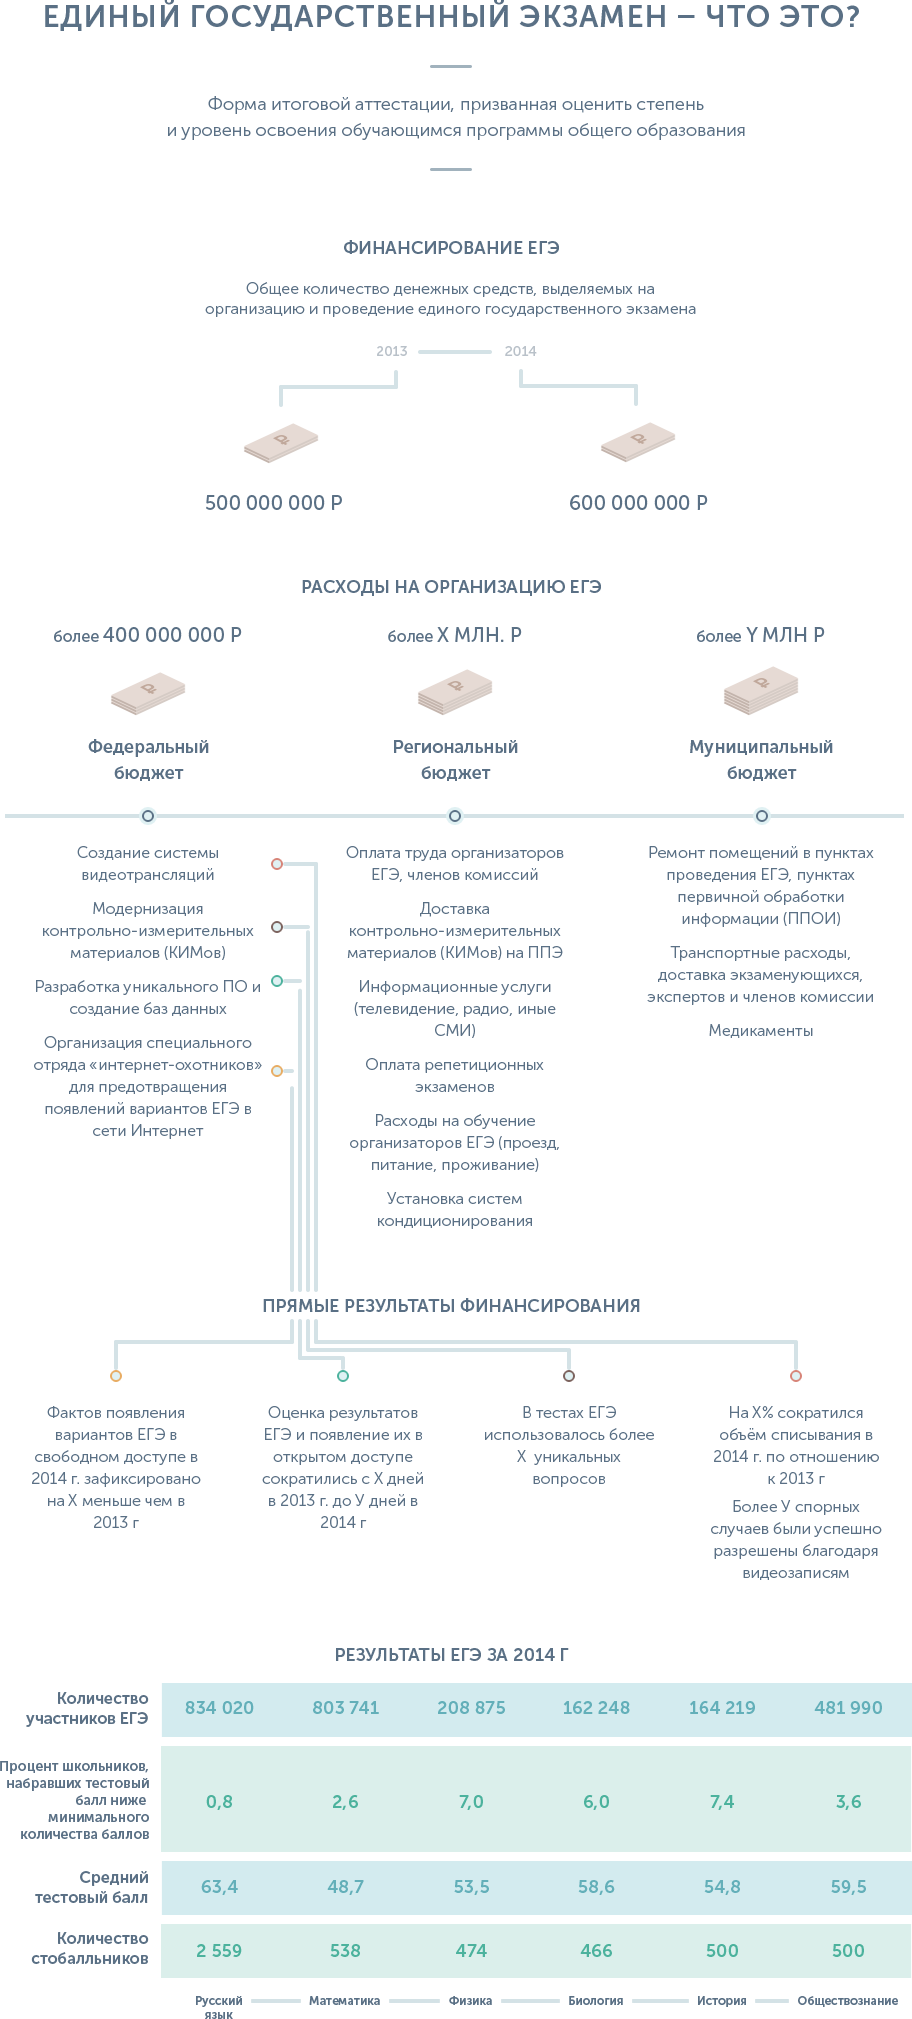 ЕДИНЫЙ ГОСУДАРСТВЕННЫЙ ЭКЗАМЕН – ЧТО ЭТО?
Форма итоговой аттестации, призванная оценить степень
и уровень освоения обучающимся программы общего образования
ФИНАНСИРОВАНИЕ ЕГЭ
Общее количество денежных средств, выделяемых на
организацию и проведение единого государственного экзамена
2013
2014
500 000 000 Р
600 000 000 Р
РАСХОДЫ НА ОРГАНИЗАЦИЮ ЕГЭ
более 400 000 000 Р
Федеральный
бюджет
более X МЛН. Р
Региональный
бюджет
более Y МЛН Р
Муниципальный
бюджет
Создание системы
видеотрансляций
Модернизация
контрольно-измерительных
материалов (КИМов)
Разработка уникального ПО и
создание баз данных
Организация специального
отряда «интернет-охотников»
для предотвращения
появлений вариантов ЕГЭ в
сети Интернет
Оплата труда организаторов
ЕГЭ, членов комиссий
Доставка
контрольно-измерительных
материалов (КИМов) на ППЭ
Информационные услуги
(телевидение, радио, иные
СМИ)
Оплата репетиционных
экзаменов
Расходы на обучение
организаторов ЕГЭ (проезд,
питание, проживание)
Установка систем
кондиционирования
Ремонт помещений в пунктах
проведения ЕГЭ, пунктах
первичной обработки
информации (ППОИ)
Транспортные расходы,
доставка экзаменующихся,
экспертов и членов комиссии
Медикаменты
ПРЯМЫЕ РЕЗУЛЬТАТЫ ФИНАНСИРОВАНИЯ
Фактов появления
вариантов ЕГЭ в
свободном доступе в
2014 г. зафиксировано
на X меньше чем в
2013 г
Оценка результатов
ЕГЭ и появление их в
открытом доступе
сократились с X дней
в 2013 г. до У дней в
2014 г
В тестах ЕГЭ
использовалось более
X уникальных
вопросов
На X% сократился
объём списывания в
2014 г. по отношению
к 2013 г
Более У спорных
случаев были успешно
разрешены благодаря
видеозаписям
РЕЗУЛЬТАТЫ ЕГЭ ЗА 2014 Г
Количество
участников ЕГЭ
834 020 803 741 208 875 162 248 164 219 481 990
Процент школьников,
набравших тестовый
балл ниже
минимального
количества баллов
0,8 2,6 7,0 6,0 7,4 3,6
Средний
тестовый балл
63,4 48,7 53,5 58,6 54,8 59,5
Количество
стобалльников
2 559 538 474 466 500 500
Русский
язык
Математика
Физика
Биология
История
Обществознание